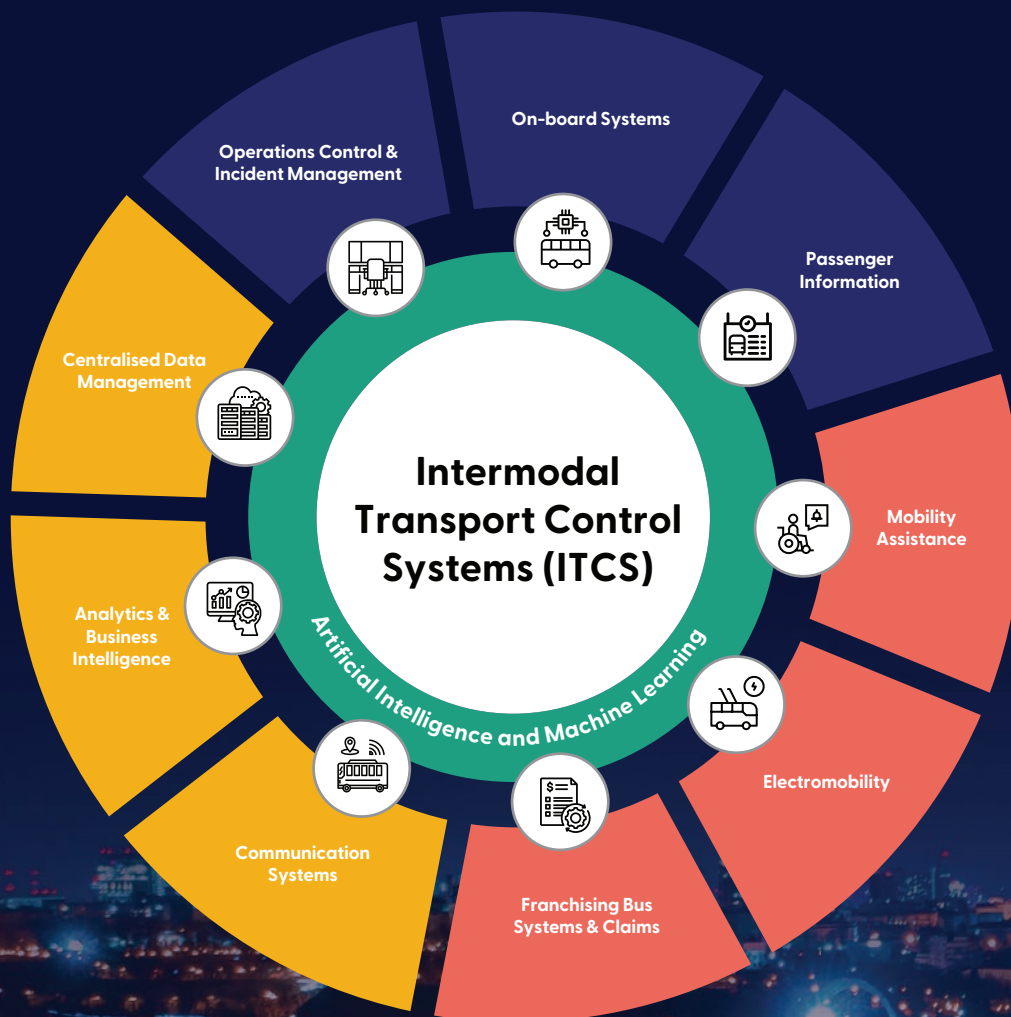 Operations Control &
Incident Management
On-board Systems
Passenger
Information
Mobility
Assistance
Electromobility
Franchising Bus
Systems & Claims
Communication
Systems
Analytics &
Business
Intelligence
Centralised Data
Management
Intermodal
Transport Control
Systems (ITCS)
Artificial Intelligence and Machine Learning